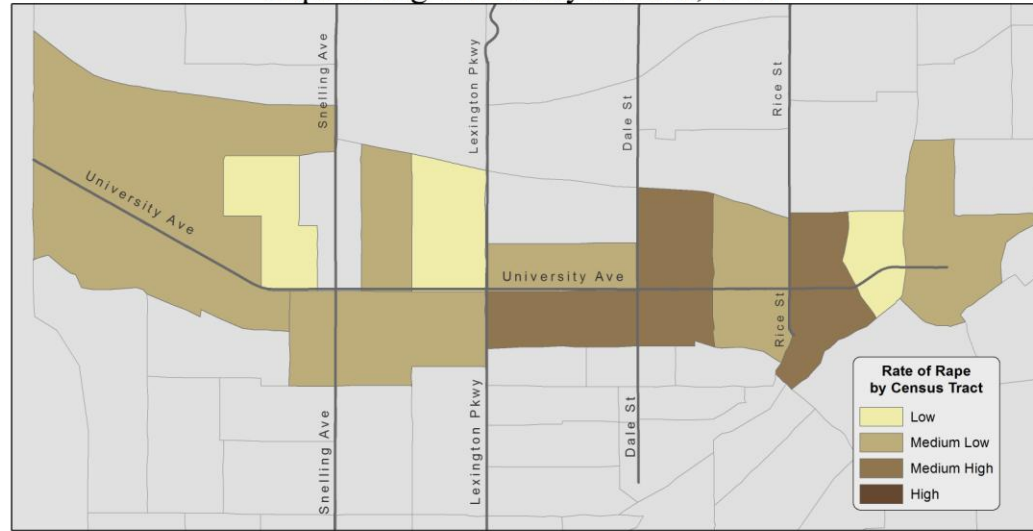 Snelling Ave
Lexington Pkwy
Dale St
Rice St
University Ave
University Ave
Rice St
Snelling Ave
Lexington Pkwy
Dale St
Rate of Rape
by Census Tract
Low
Medium Low
Medium High
High